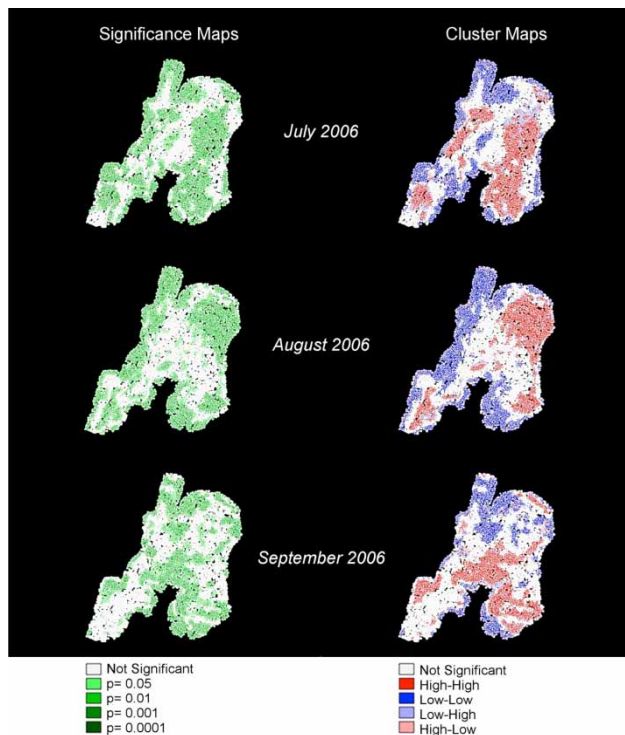 Significance Maps
Cluster Maps
July 2006
August 2006
September 2006
Not Significant
p= 0.05
p= 0.01
p= 0.001
p= 0.0001
Not Significant
High-High
Low-Low
Low-High
High-Low